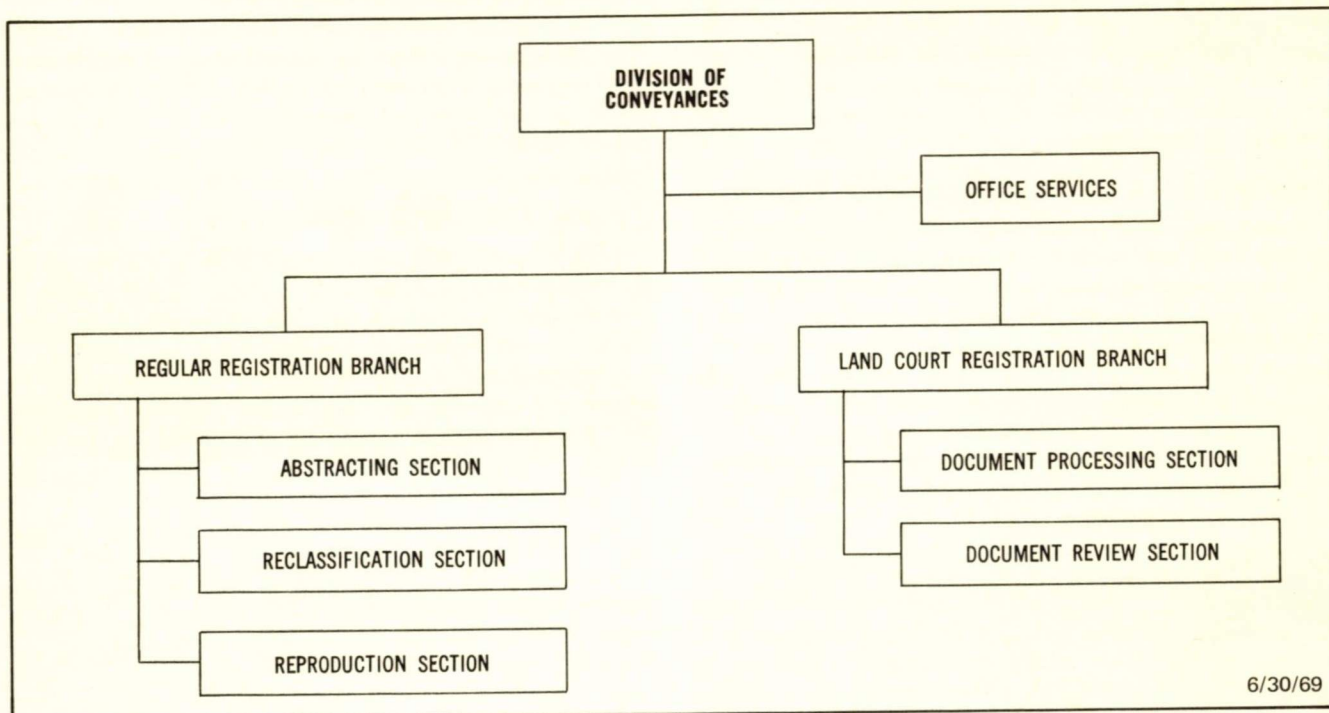 DIVISION OF
CONVEYANCES
OFFICE SERVICES
REGULAR REGISTRATION BRANCH
ABSTRACTING SECTION
RECLASSIFICATION SECTION
REPRODUCTION SECTION
LAND COURT REGISTRATION BRANCH
DOCUMENT PROCESSING SECTION
DOCUMENT REVIEW SECTION
6/30/69